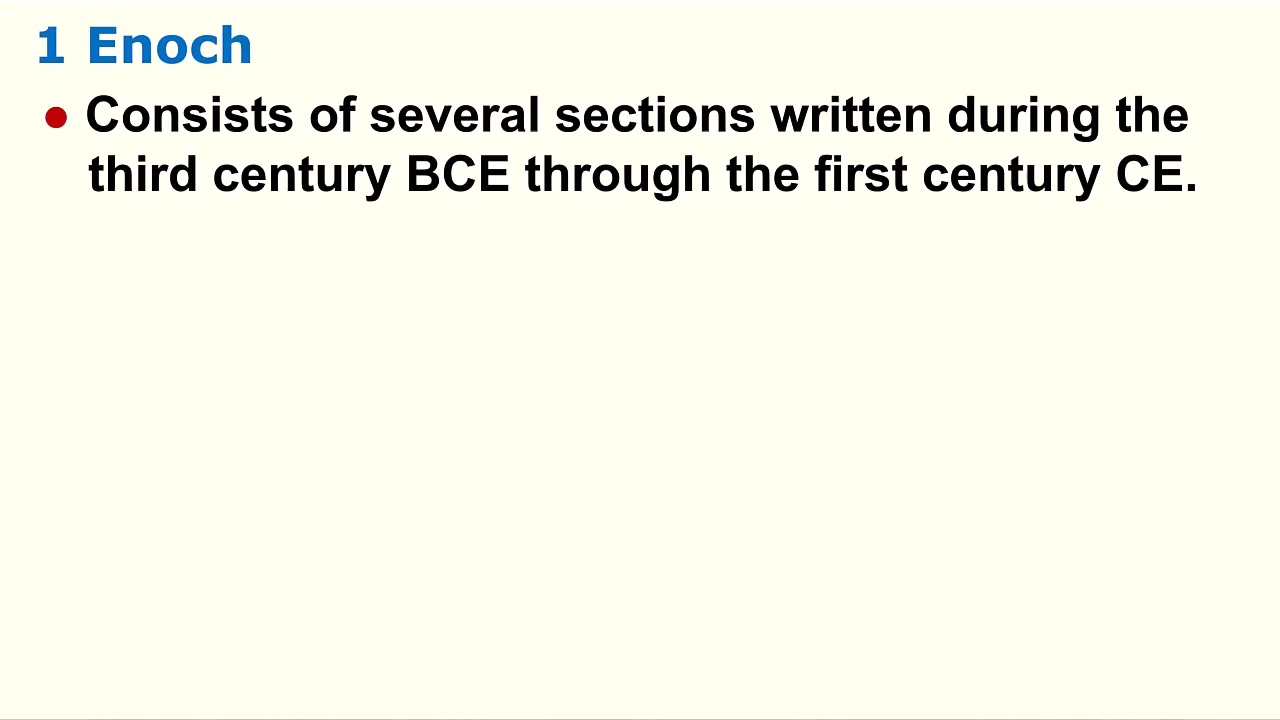 1 Enoch
● Consists of several sections written during the
third century BCE through the first century CE.